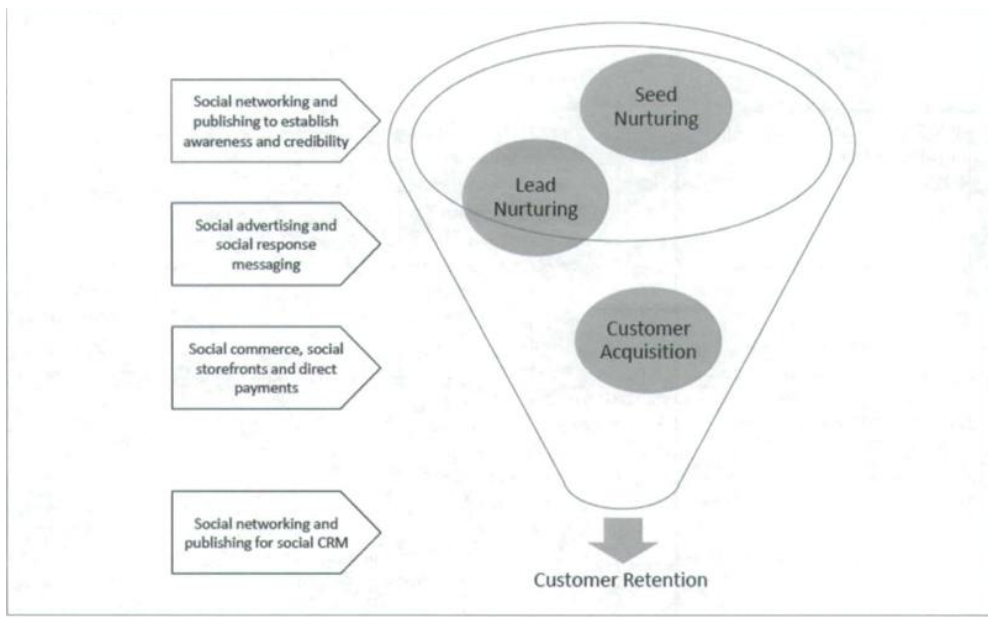 Social networking and
publishing to establish
awareness and credibility
Seed
Nurturing
Lead
Nurturing
Social advertising and
social response
messaging
Customer
Acquisition
Social commerce, social
storefronts and direct
payments
Social networking and
publishing for social CRM
Customer Retention